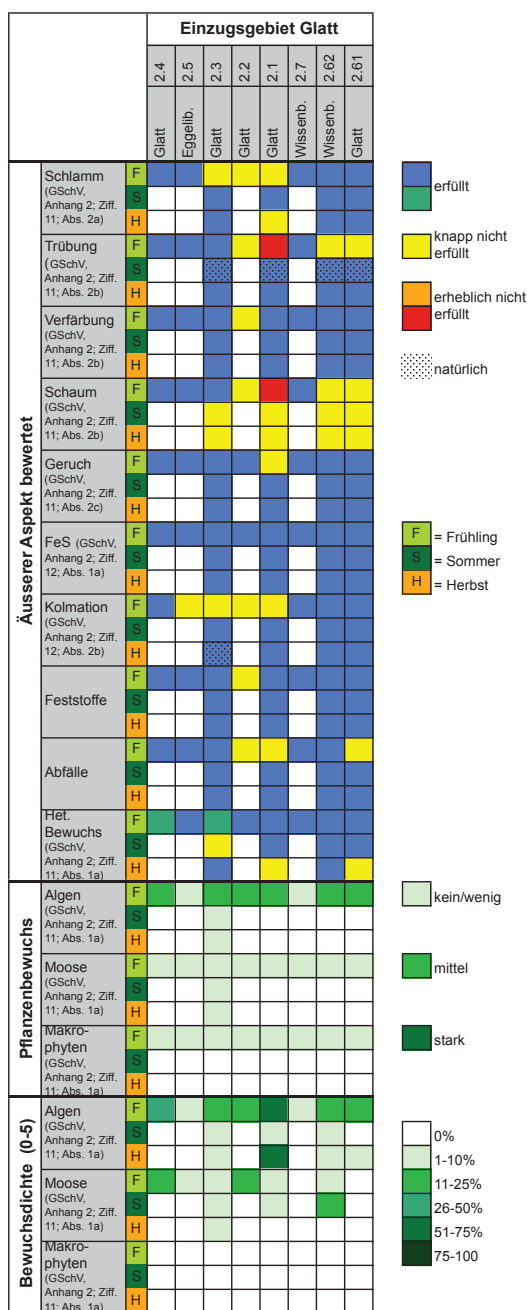 Einzugsgebiet Glatt
2.4 2.5 2.3 2.2 2.1 2.7 2.62 2.61
Glatt Eggelib. Glatt Glatt Glatt Wissenb. Wissenb. Glatt
Äusserer Aspekt bewertet
Schlamm
(GSchV,
Anhang 2; Ziff.
11; Abs. 2a)
F
S
H
Trübung
(GSchV,
Anhang 2; Ziff.
11; Abs. 2b)
F
S
H
Verfärbung
(GSchV,
Anhang 2; Ziff.
11; Abs. 2b)
F
S
H
Schaum
(GSchV,
Anhang 2; Ziff.
11; Abs. 2b)
F
S
H
Geruch
(GSchV,
Anhang 2; Ziff.
11; Abs. 2c)
F
S
H
FeS (GSchV,
Anhang 2; Ziff.
12; Abs. 1a)
F
S
H
Kolmation
(GSchV,
Anhang 2; Ziff.
12; Abs. 2b)
F
S
H
Feststoffe
F
S
H
Abfälle
F
S
H
Het.
Bewuchs
(GSchV,
Anhang 2; Ziff.
11; Abs. 1a)
F
S
H
Pflanzenbewuchs
Algen
(GSchV,
Anhang 2; Ziff.
11; Abs. 1a)
F
S
H
Moose
(GSchV,
Anhang 2; Ziff.
11; Abs. 1a)
F
S
H
Makro-
phyten
(GSchV,
Anhang 2; Ziff.
11; Abs. 1a)
F
S
H
Bewuchsdichte (0-5)
Algen
(GSchV,
Anhang 2; Ziff.
11; Abs. 1a)
F
S
H
Moose
(GSchV,
Anhang 2; Ziff.
11; Abs. 1a)
F
S
H
Makro-
phyten
(GSchV,
Anhang 2; Ziff.
11; Abs. 1a)
F
S
H
erfüllt
knapp nicht
erfüllt
erheblich nicht
erfüllt
natürlich
F = Frühling
S = Sommer
H = Herbst
kein/wenig
mittel
stark
0%
1-10%
11-25%
26-50%
51-75%
75-100